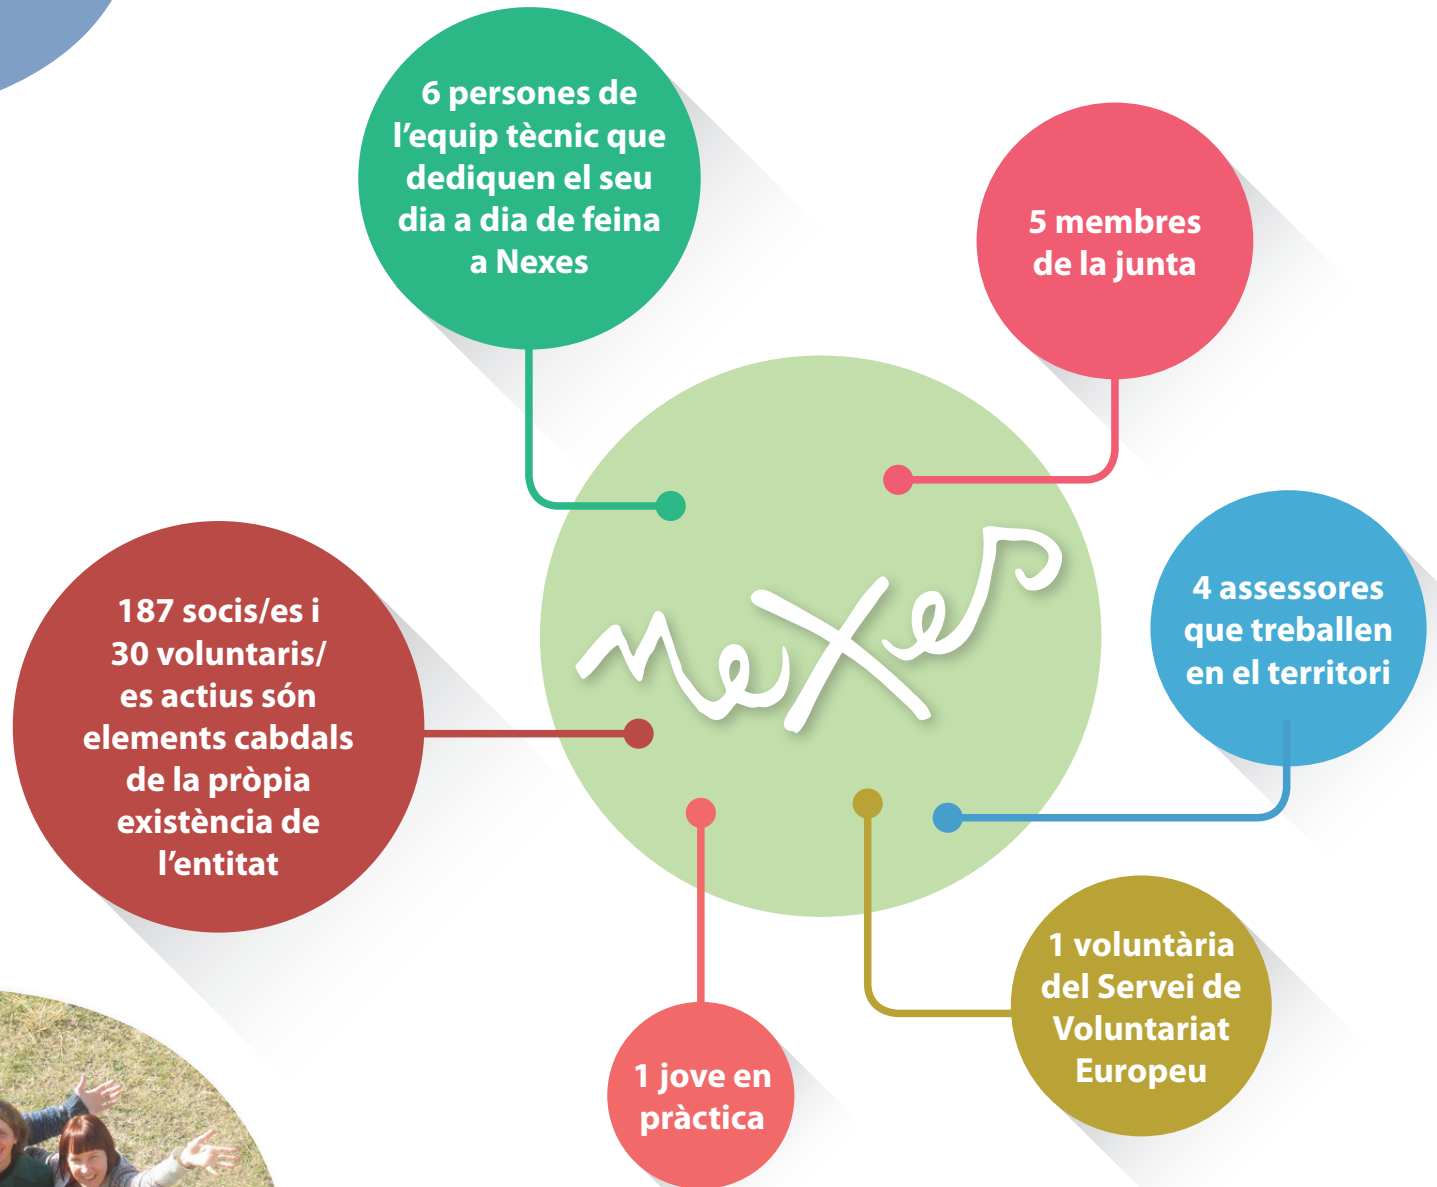 6 persones de
l’equip tècnic que
dediquen el seu
dia a dia de feina
a Nexes
5 membres
de la junta
neXes
4 assessores
que treballen
en el territori
187 socis/es i
30 voluntaris/
es actius són
elements cabdals
de la pròpia
existència de
l’entitat
1 voluntària
del Servei de
Voluntariat
Europeu
1 jove en
pràctica